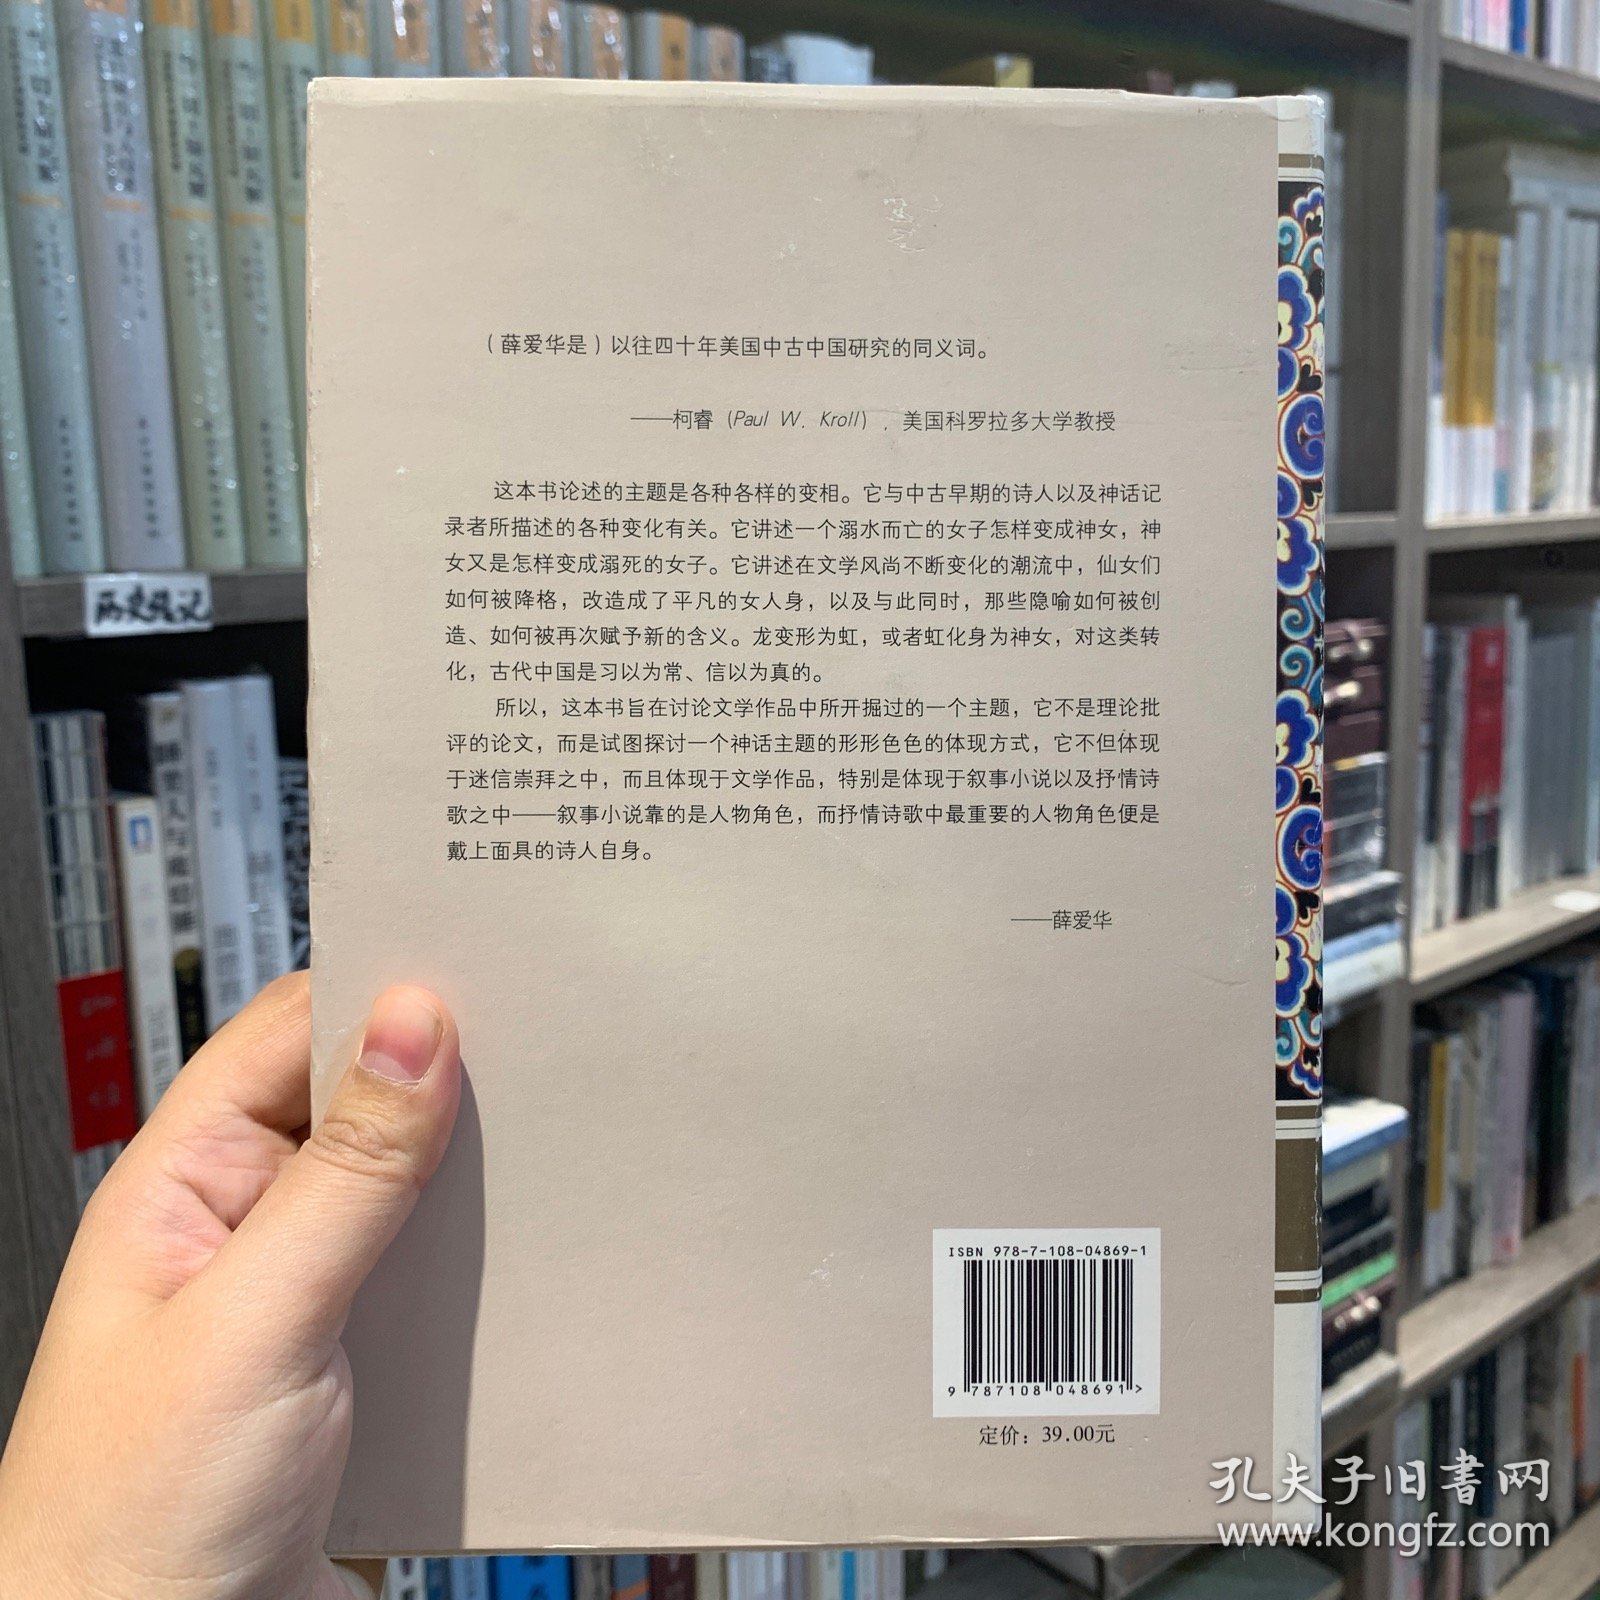 （薛爱华是）以往四十年美国中古中国研究的同义词。
——柯睿（Paul W. Kroll），美国科罗拉多大学教授
这本书论述的主题是各种各样的变相。它与中古早期的诗人以及神话记
录者所描述的各种变化有关。它讲述一个溺水而亡的女子怎样变成神女，神
女又是怎样变成溺死的女子。它讲述在文学风尚不断变化的潮流中，仙女们
如何被降格，改造成了平凡的女人身，以及与此同时，那些隐喻如何被创
造、如何被再次赋予新的含义。龙变形为虹，或者虹化身为神女，对这类转
化，古代中国是习以为常、信以为真的。
所以，这本书旨在讨论文学作品中所开掘过的一个主题，它不是理论批
评的论文，而是试图探讨一个神话主题的形形色色的体现方式，它不但体现
于迷信崇拜之中，而且体现于文学作品，特别是体现于叙事小说以及抒情诗
歌之中——叙事小说靠的是人物角色，而抒情诗歌中最重要的人物角色便是
戴上面具的诗人自身。
——薛爱华
ISBN 978-7-108-04869-1
9 787108 048691 >
定价：39.00元
孔夫子旧书网
www.kongfz.com